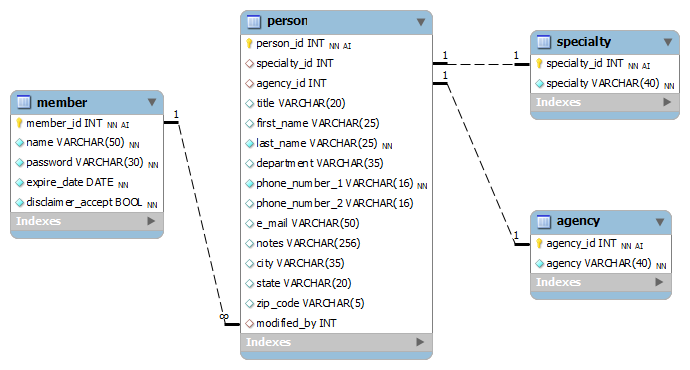 person
person_id INT NN AI
specialty_id INT
agency_id INT
title VARCHAR(20)
first_name VARCHAR(25)
last_name VARCHAR(25) NN
department VARCHAR(35)
phone_number_1 VARCHAR(16) NN
phone_number_2 VARCHAR(16)
e_mail VARCHAR(50)
notes VARCHAR(256)
city VARCHAR(35)
state VARCHAR(20)
zip_code VARCHAR(5)
modified_by INT
Indexes
member
member_id INT NN AI
name VARCHAR(50) NN
password VARCHAR(30) NN
expire_date DATE NN
disclaimer_accept BOOL NN
Indexes
specialty
specialty_id INT NN AI
specialty VARCHAR(40) NN
Indexes
agency
agency_id INT NN AI
agency VARCHAR(40) NN
Indexes
1
∞
1
1
1
1